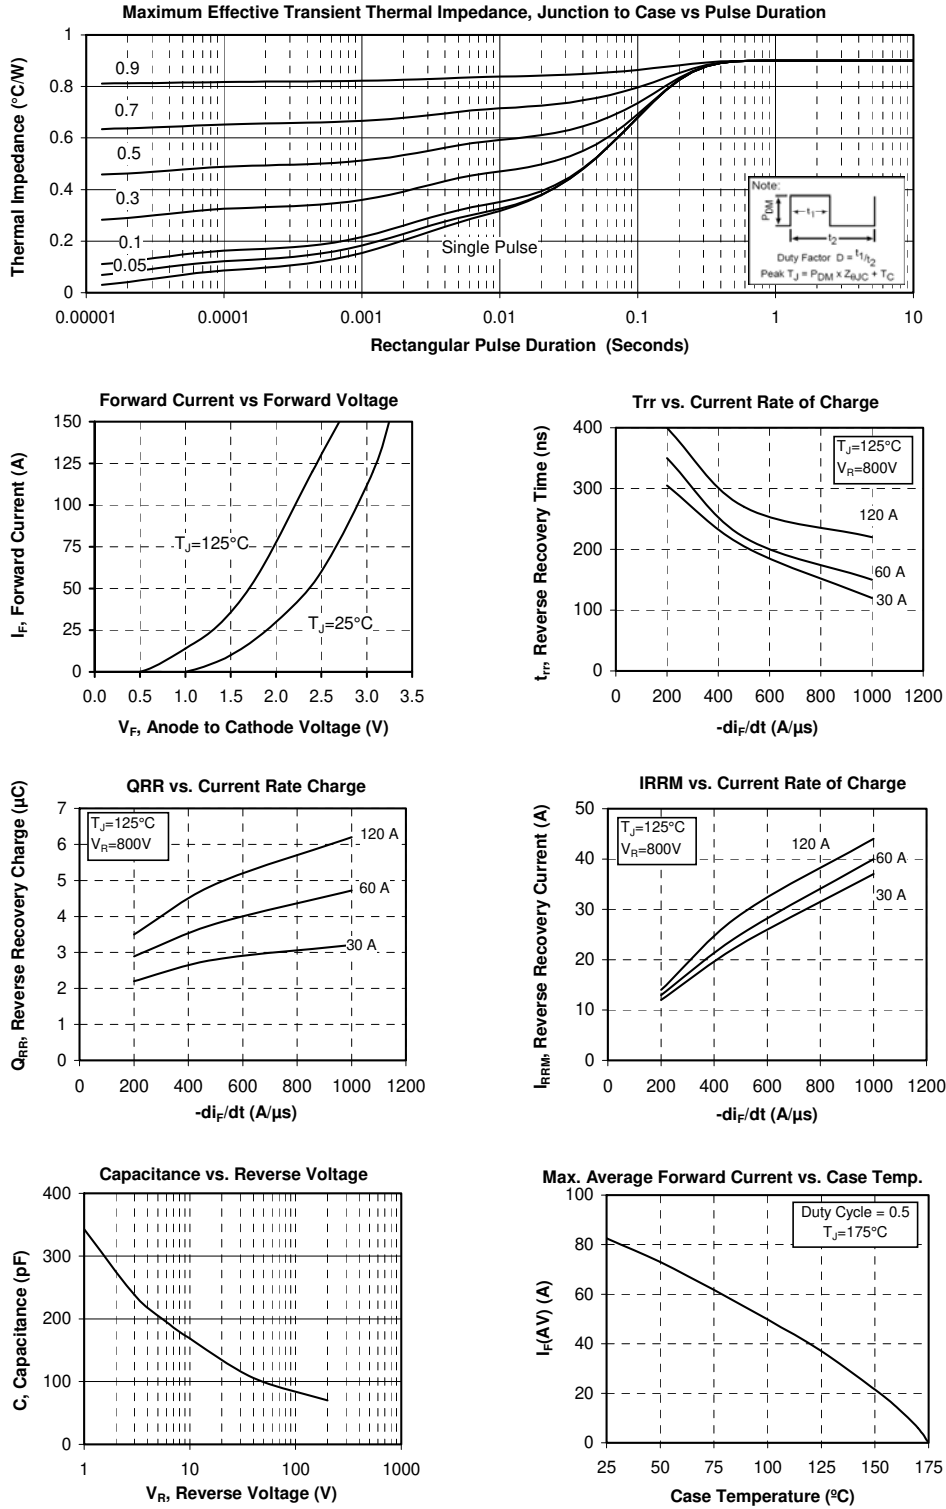 Maximum Effective Transient Thermal Impedance, Junction to Case vs Pulse Duration
Thermal Impedance (°C/W)
1
0.8
0.6
0.4
0.2
0
0.9
0.7
0.5
0.3
0.1
0.05
Single Pulse
Note:
PDM
t1
t2
Duty Factor D = t1/t2
Peak TJ = PDM x ZθJC + TC
0.00001 0.0001 0.001 0.01 0.1 1 10
Rectangular Pulse Duration (Seconds)
Forward Current vs Forward Voltage
IF, Forward Current (A)
150
125
100
75
50
25
0
TJ=125°C
TJ=25°C
0.0 0.5 1.0 1.5 2.0 2.5 3.0 3.5
VF, Anode to Cathode Voltage (V)
Trr vs. Current Rate of Charge
trr, Reverse Recovery Time (ns)
400
300
200
100
0
TJ=125°C
VR=800V
120 A
60 A
30 A
0 200 400 600 800 1000 1200
-diF/dt (A/µs)
QRR vs. Current Rate Charge
QRR, Reverse Recovery Charge (µC)
7
6
5
4
3
2
1
0
TJ=125°C
VR=800V
120 A
60 A
30 A
0 200 400 600 800 1000 1200
-diF/dt (A/µs)
IRRM vs. Current Rate of Charge
IRRM, Reverse Recovery Current (A)
50
40
30
20
10
0
TJ=125°C
VR=800V
120 A
60 A
30 A
0 200 400 600 800 1000 1200
-diF/dt (A/µs)
Capacitance vs. Reverse Voltage
C, Capacitance (pF)
400
300
200
100
0
1 10 100 1000
VR, Reverse Voltage (V)
Max. Average Forward Current vs. Case Temp.
IF(AV) (A)
100
80
60
40
20
0
Duty Cycle = 0.5
TJ=175°C
25 50 75 100 125 150 175
Case Temperature (ºC)